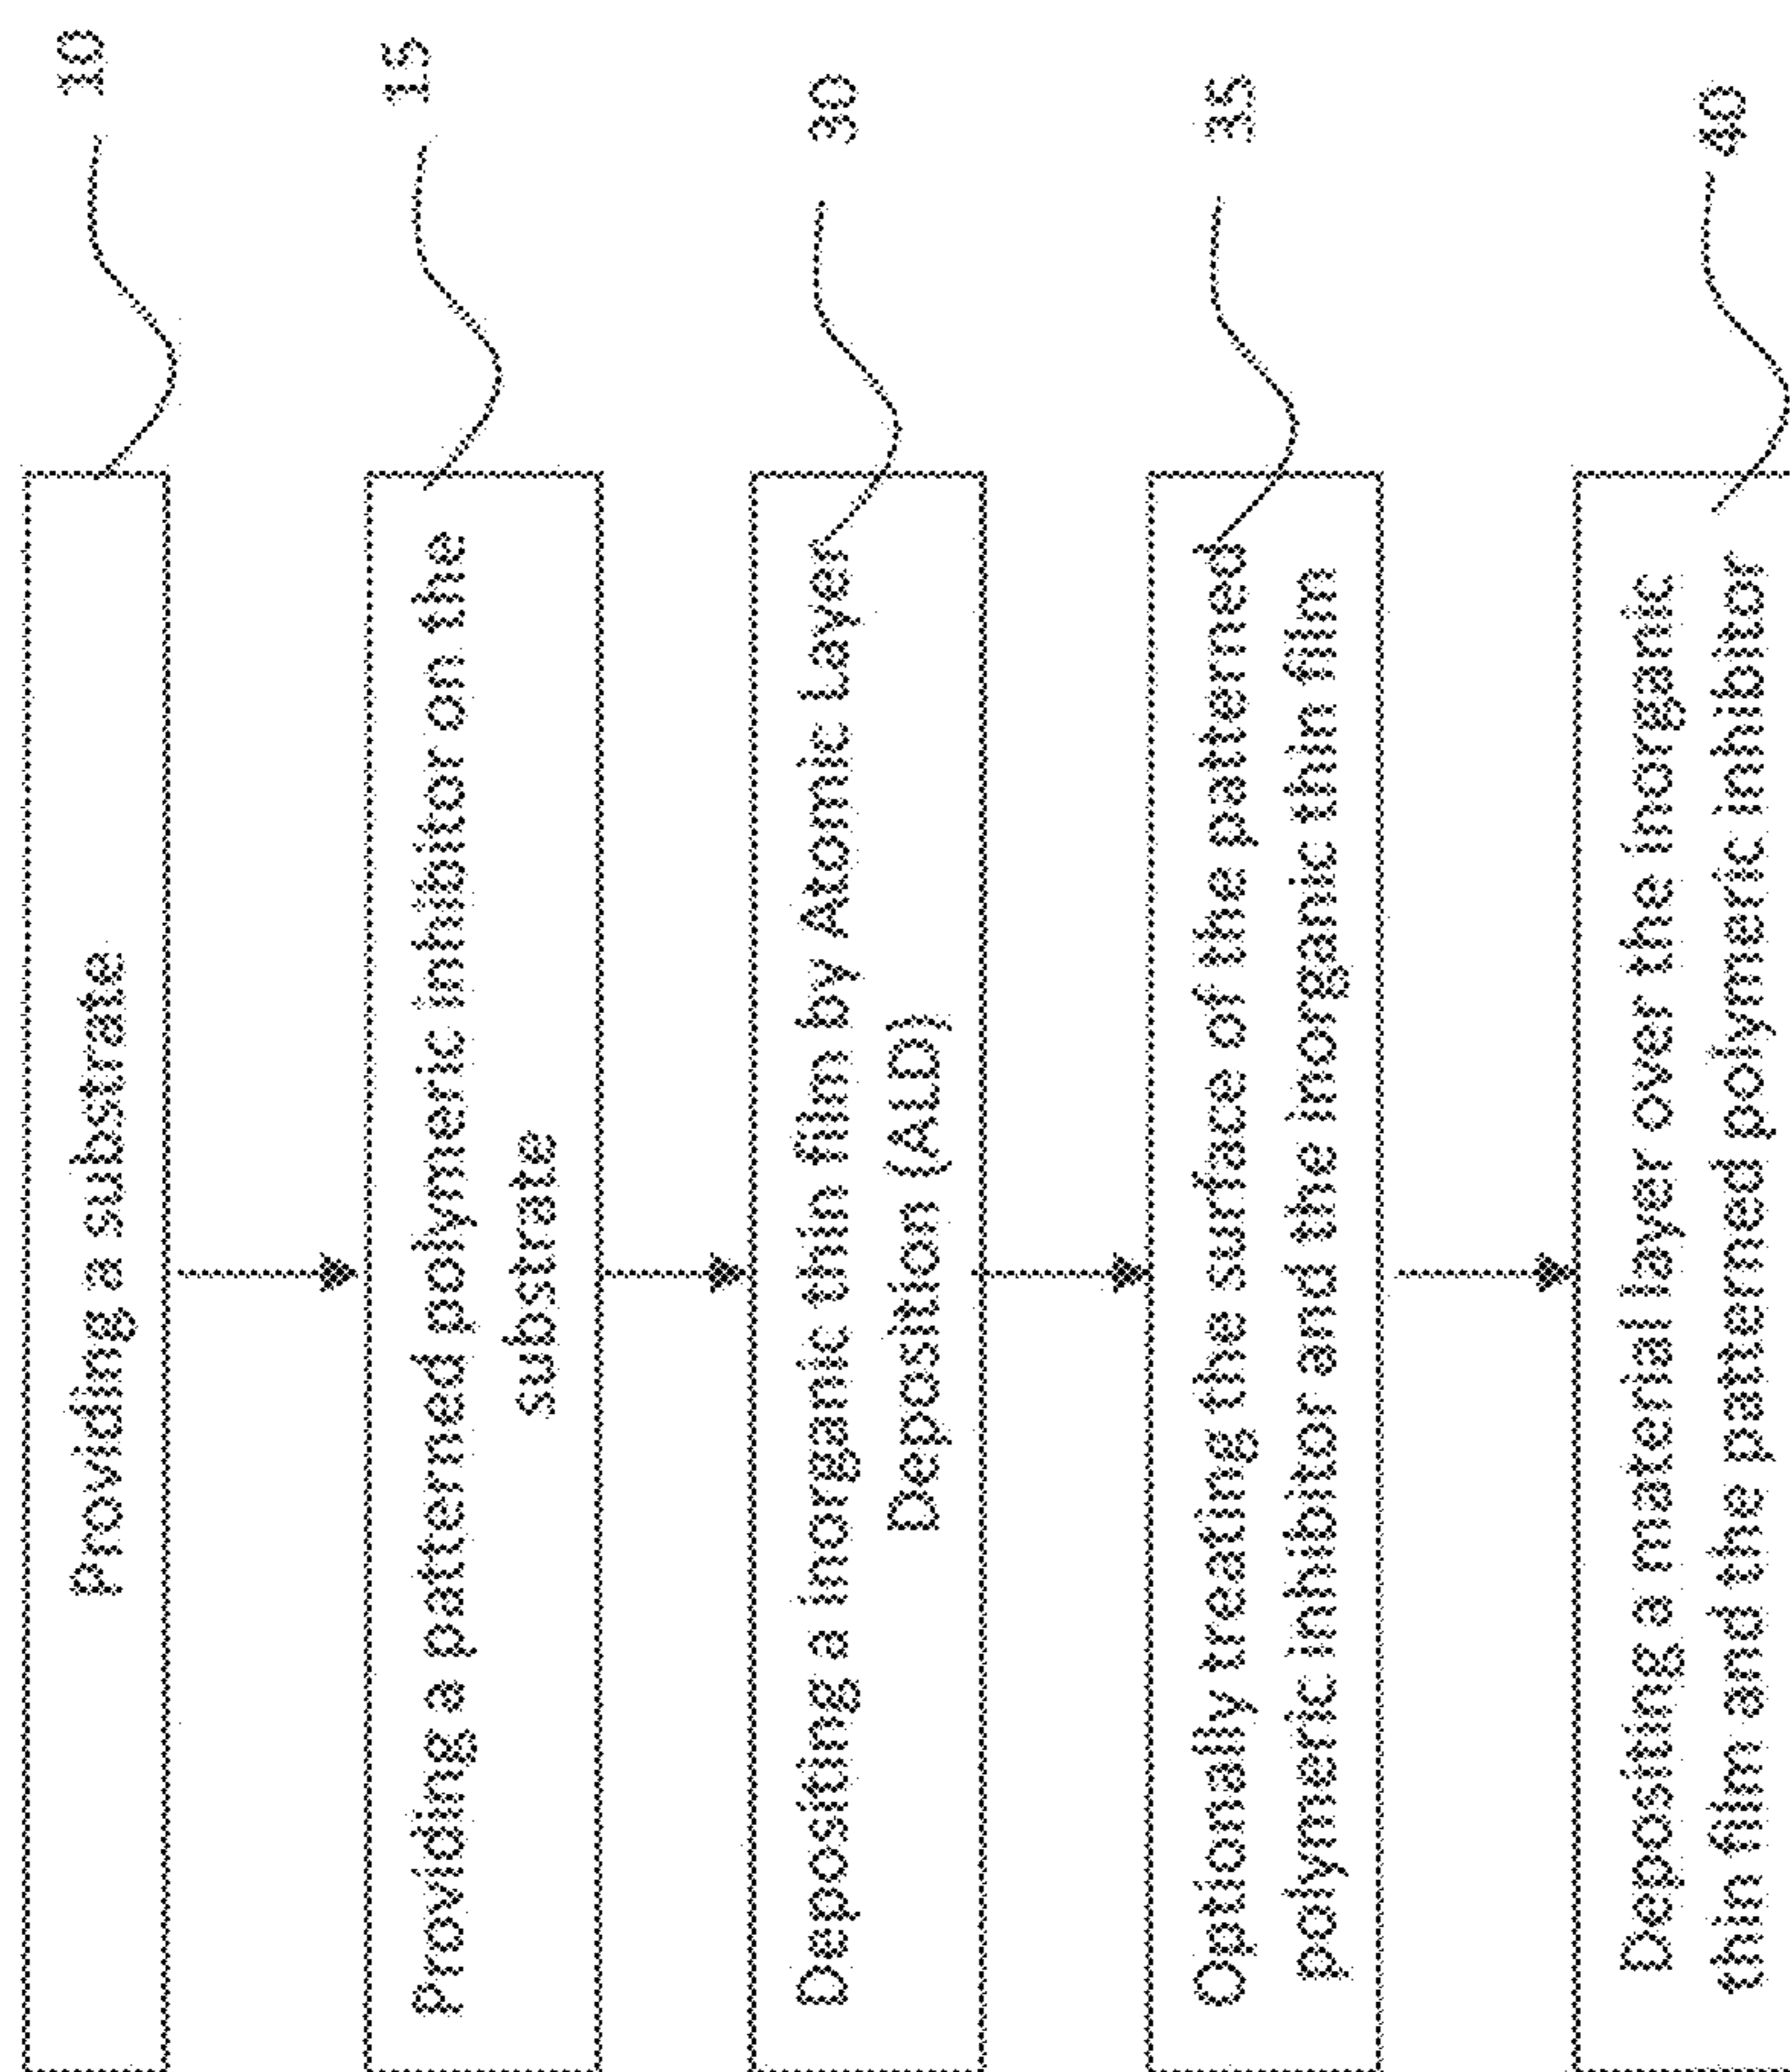 Providing a substrate
10
Providing a patterned polymeric inhibitor on the
substrate
15
Depositing a inorganic thin film by Atomic Layer
Deposition (ALD)
30
Optionally treating the surface of the patterned
polymeric inhibitor and the inorganic thin film
35
Depositing a material layer over the inorganic
thin film and the patterned polymeric inhibitor
40